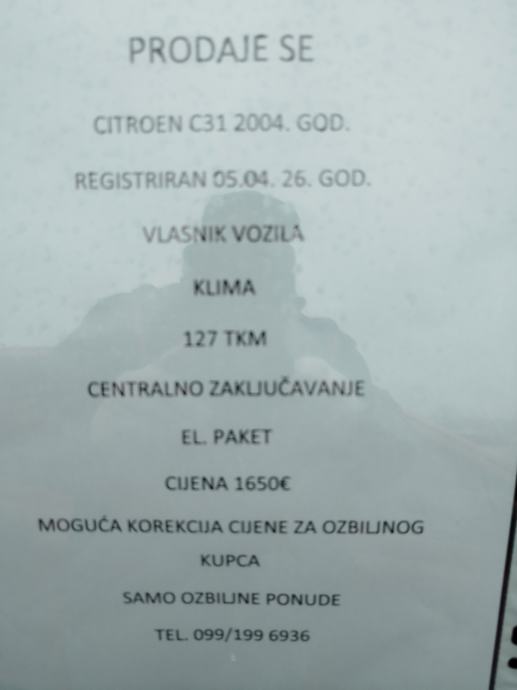 PRODAJE SE
CITROEN C31 2004. GOD.
REGISTRIRAN 05.04. 26. GOD.
VLASNIK VOZILA
KLIMA
127 TKM
CENTRALNO ZAKLJUČAVANJE
EL. PAKET
CIJENA 1650€
MOGUĆA KOREKCIJA CIJENE ZA OZBILJNOG
KUPCA
SAMO OZBILJNE PONUDE
TEL. 099/199 6936